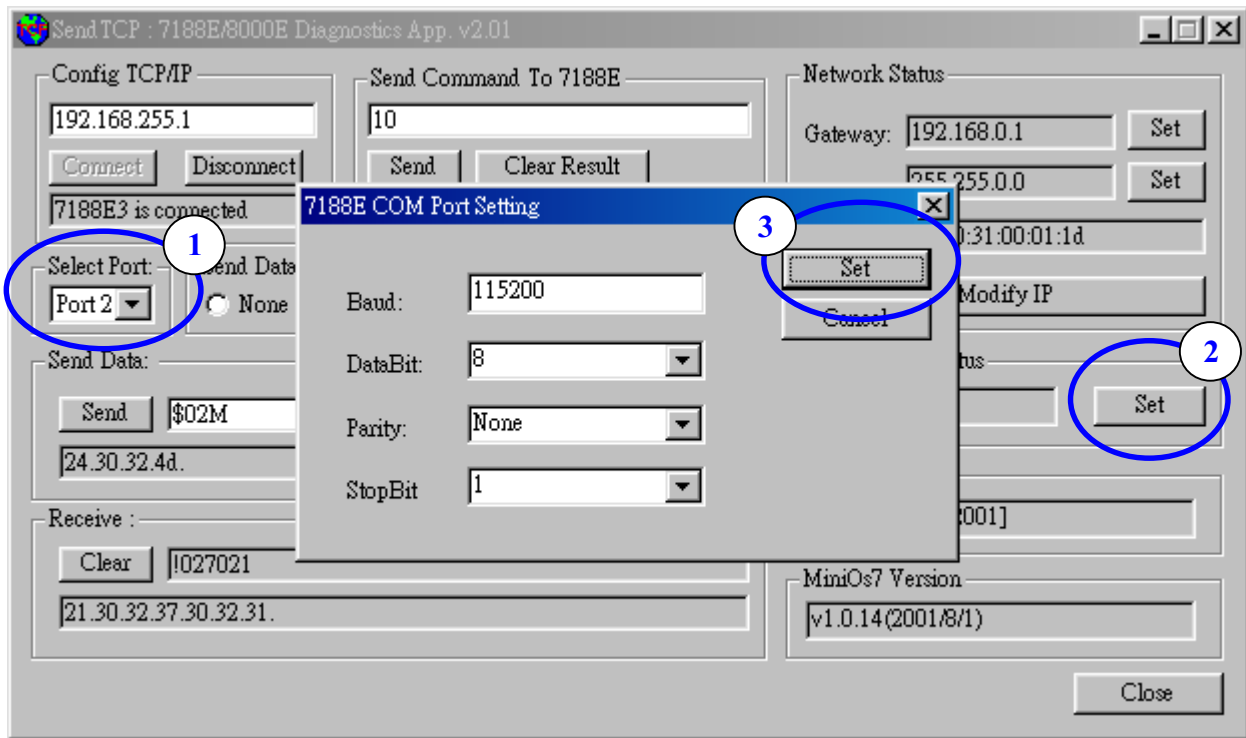 SendTCP : 7188E/8000E Diagnostics App. v2.01
Config TCP/IP
192.168.255.1
Connect Disconnect
7188E3 is connected
Send Command To 7188E
10
Send Clear Result
Network Status
Gateway: 192.168.0.1 Set
255.255.0.0 Set
0:31:00:01:1d
Modify IP
1
Select Port:
Port 2
Send Data
None
7188E COM Port Setting
3
Baud: 115200
Set
Cancel
DataBit: 8
Parity: None
StopBit 1
tus
2
Set
Send Data:
Send $02M
24.30.32.4d.
2001]
Receive :
Clear !027021
21.30.32.37.30.32.31.
MiniOs7 Version
v1.0.14(2001/8/1)
Close